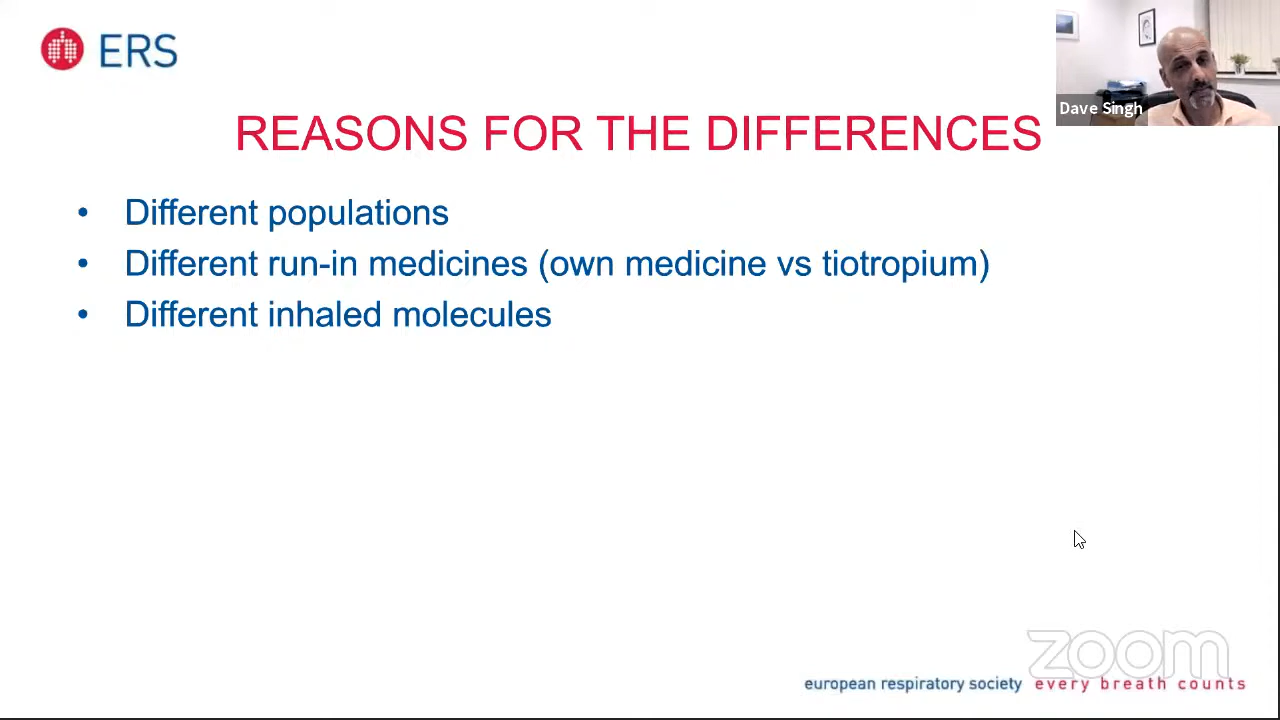 ERS
Dave Singh
REASONS FOR THE DIFFERENCES
• Different populations
• Different run-in medicines (own medicine vs tiotropium)
• Different inhaled molecules
zoom
european respiratory society every breath counts